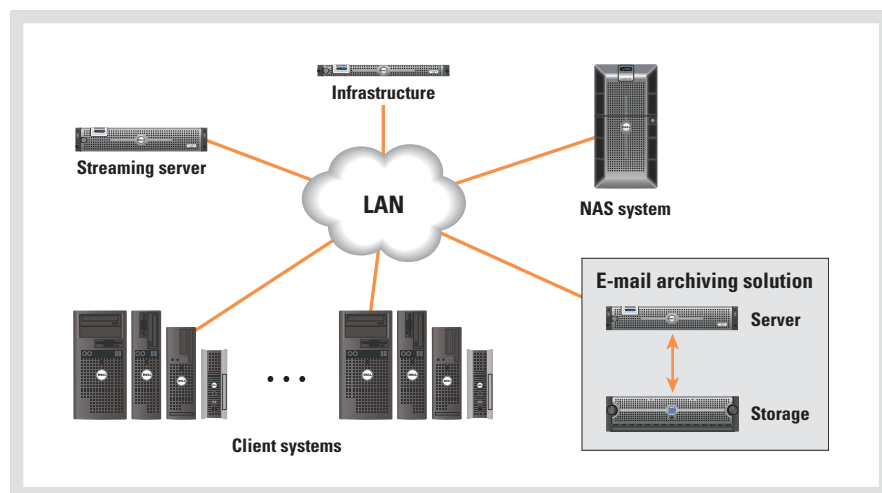 Infrastructure
Streaming server
LAN
NAS system
E-mail archiving solution
Server
Storage
. . .
Client systems